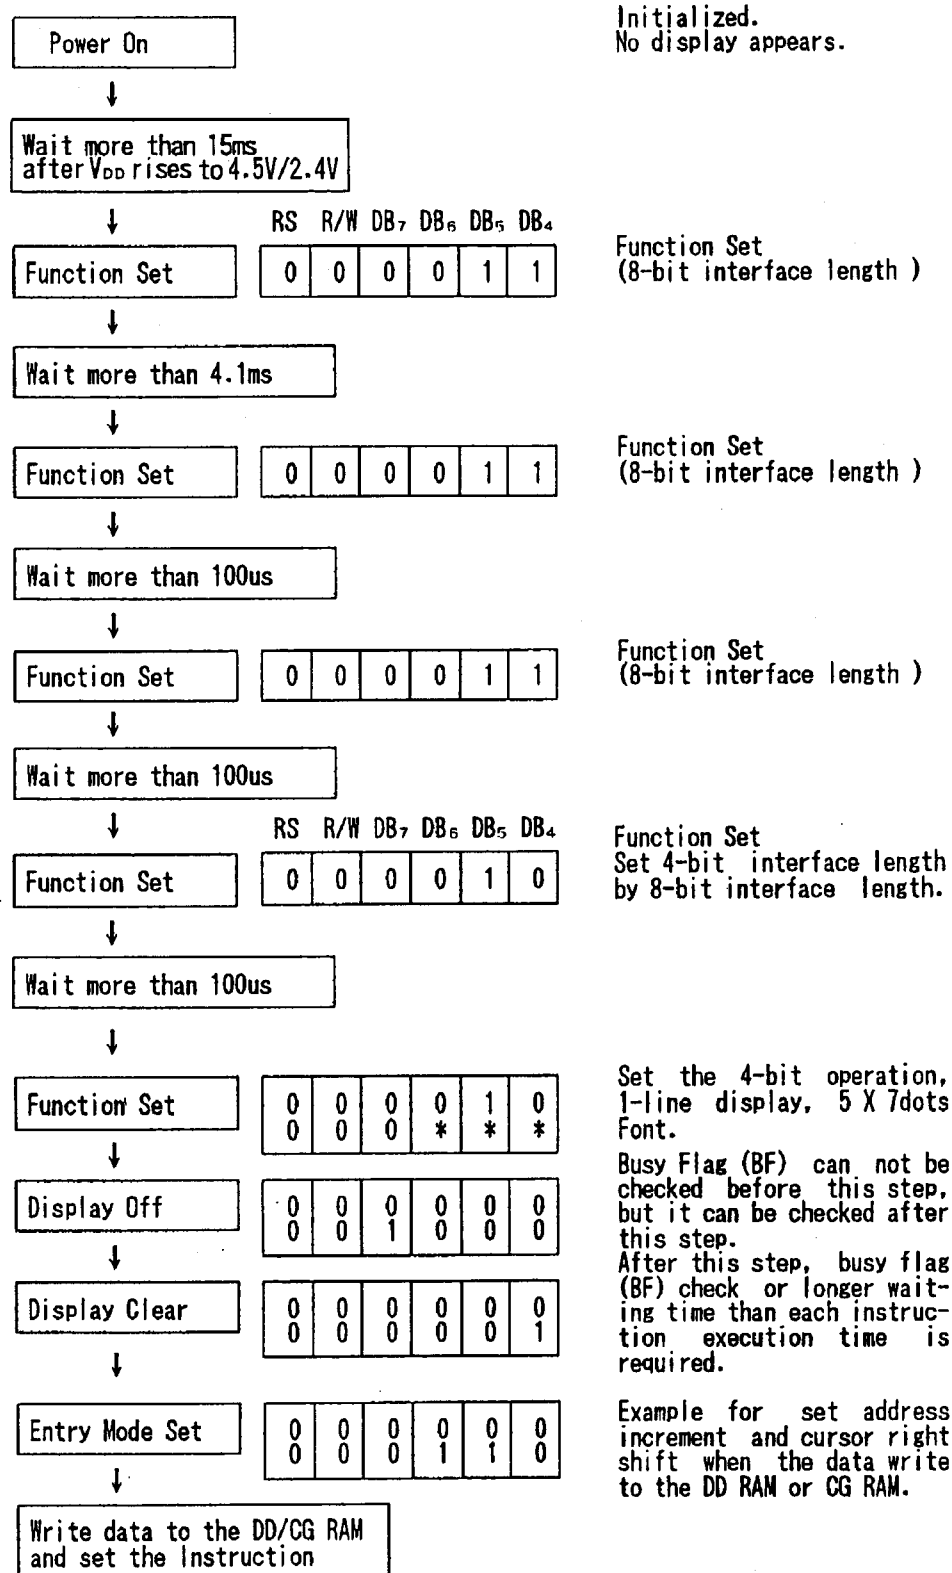 Power On
Initialized.
No display appears.
Wait more than 15ms
after VDD rises to 4.5V/2.4V
RS R/W DB7 DB6 DB5 DB4
Function Set
0 0 0 0 1 1
Function Set
(8-bit interface length )
Wait more than 4.1ms
Function Set
0 0 0 0 1 1
Function Set
(8-bit interface length )
Wait more than 100us
Function Set
0 0 0 0 1 1
Function Set
(8-bit interface length )
Wait more than 100us
RS R/W DB7 DB6 DB5 DB4
Function Set
0 0 0 0 1 0
Function Set
Set 4-bit interface length
by 8-bit interface length.
Wait more than 100us
Function Set
0 0 0 0 1 0
0 0 0 * * *
Set the 4-bit operation,
1-line display, 5 X 7dots
Font.
Display Off
0 0 0 0 0 0
0 0 1 0 0 0
Busy Flag (BF) can not be
checked before this step,
but it can be checked after
this step.
Display Clear
0 0 0 0 0 0
0 0 0 0 0 1
After this step, busy flag
(BF) check or longer wait-
ing time than each instruc-
tion execution time is
required.
Entry Mode Set
0 0 0 0 0 0
0 0 0 1 1 0
Example for set address
increment and cursor right
shift when the data write
to the DD RAM or CG RAM.
Write data to the DD/CG RAM
and set the Instruction